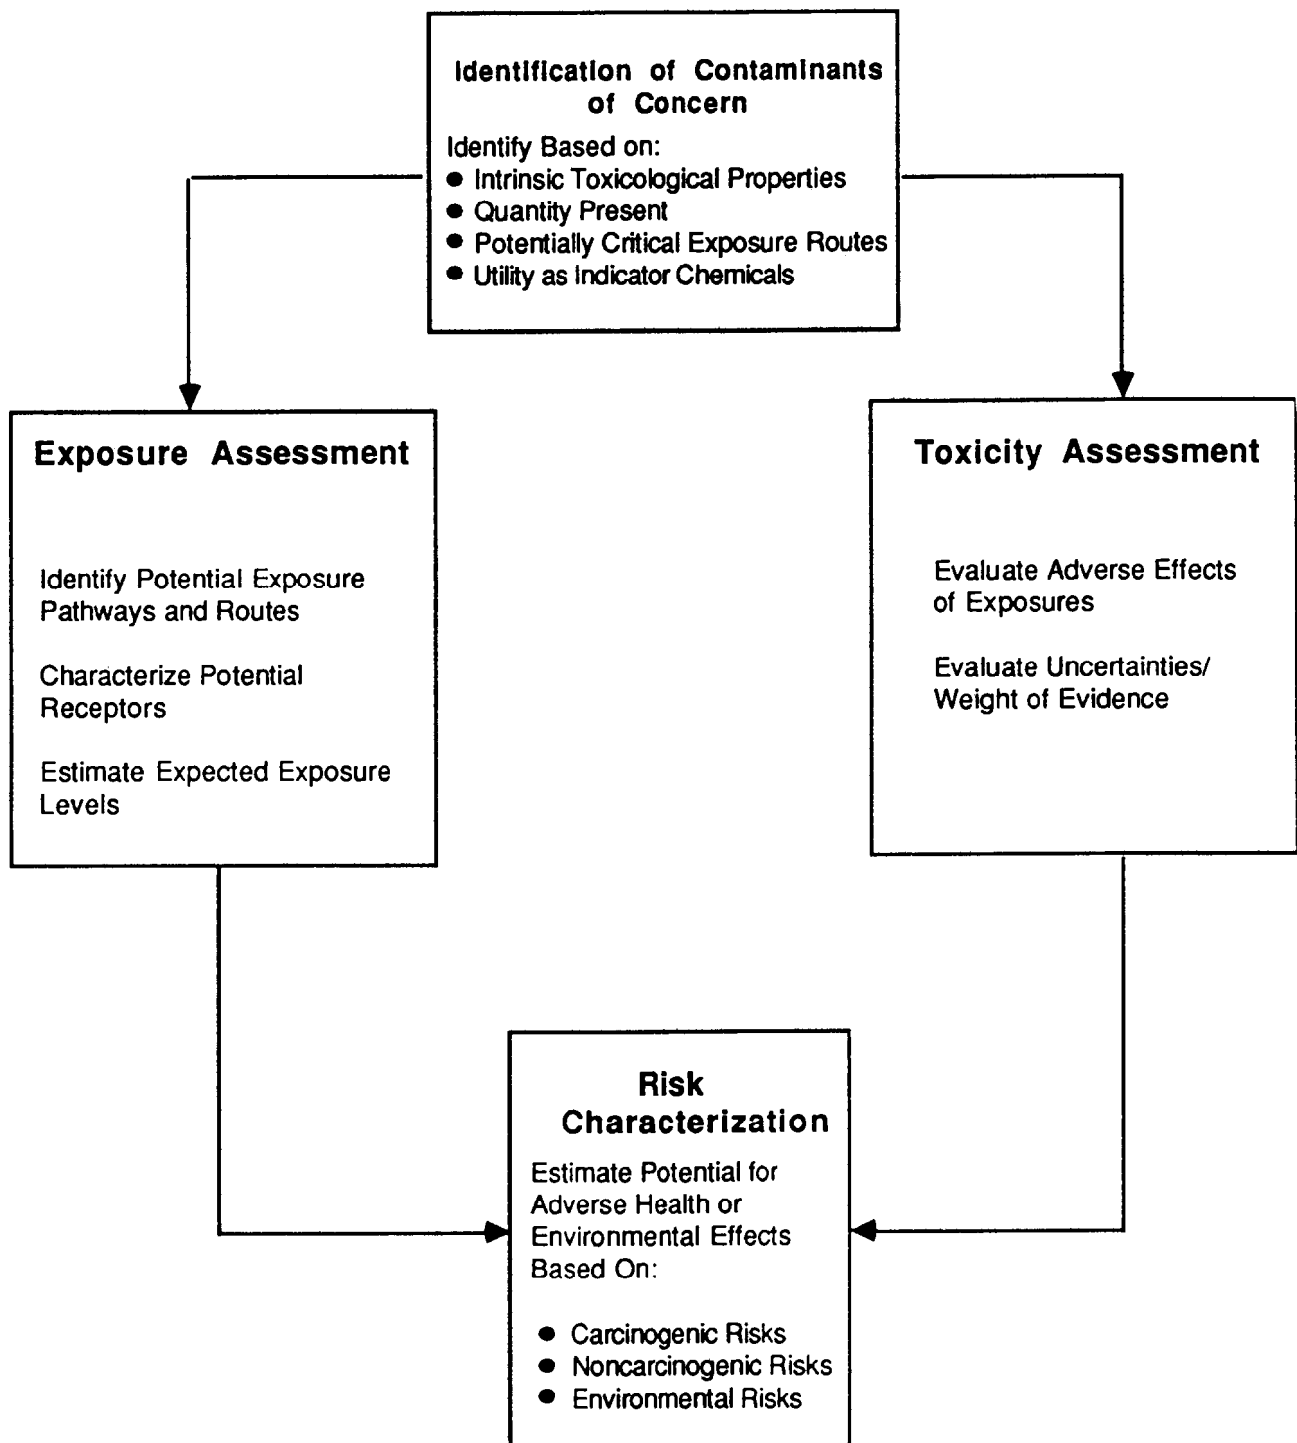 Identification of Contaminants
of Concern
Identify Based on:
● Intrinsic Toxicological Properties
● Quantity Present
● Potentially Critical Exposure Routes
● Utility as Indicator Chemicals
Exposure Assessment
Identify Potential Exposure
Pathways and Routes
Characterize Potential
Receptors
Estimate Expected Exposure
Levels
Toxicity Assessment
Evaluate Adverse Effects
of Exposures
Evaluate Uncertainties/
Weight of Evidence
Risk
Characterization
Estimate Potential for
Adverse Health or
Environmental Effects
Based On:
● Carcinogenic Risks
● Noncarcinogenic Risks
● Environmental Risks